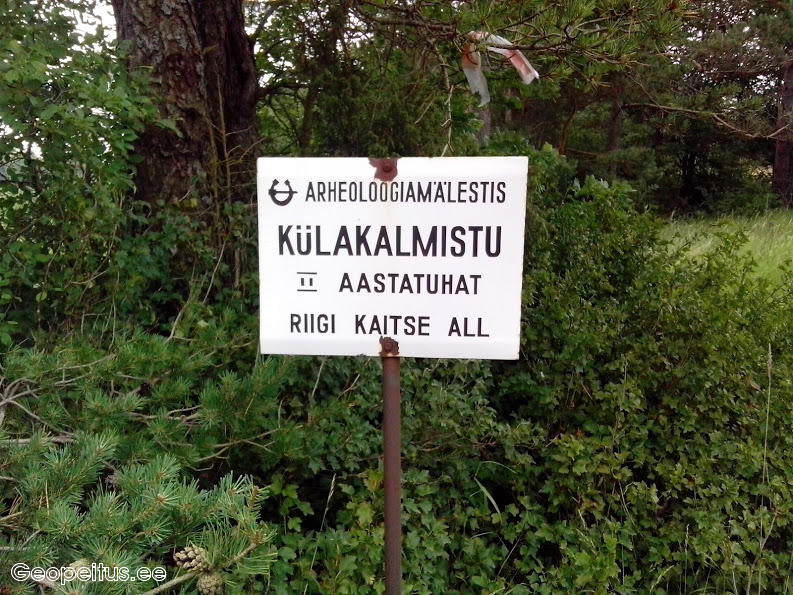 ARHEOLOOGIAMÄLESTIS
KÜLAKALMISTU
II AASTATUHAT
RIIGI KAITSE ALL
Geopeitus.ee